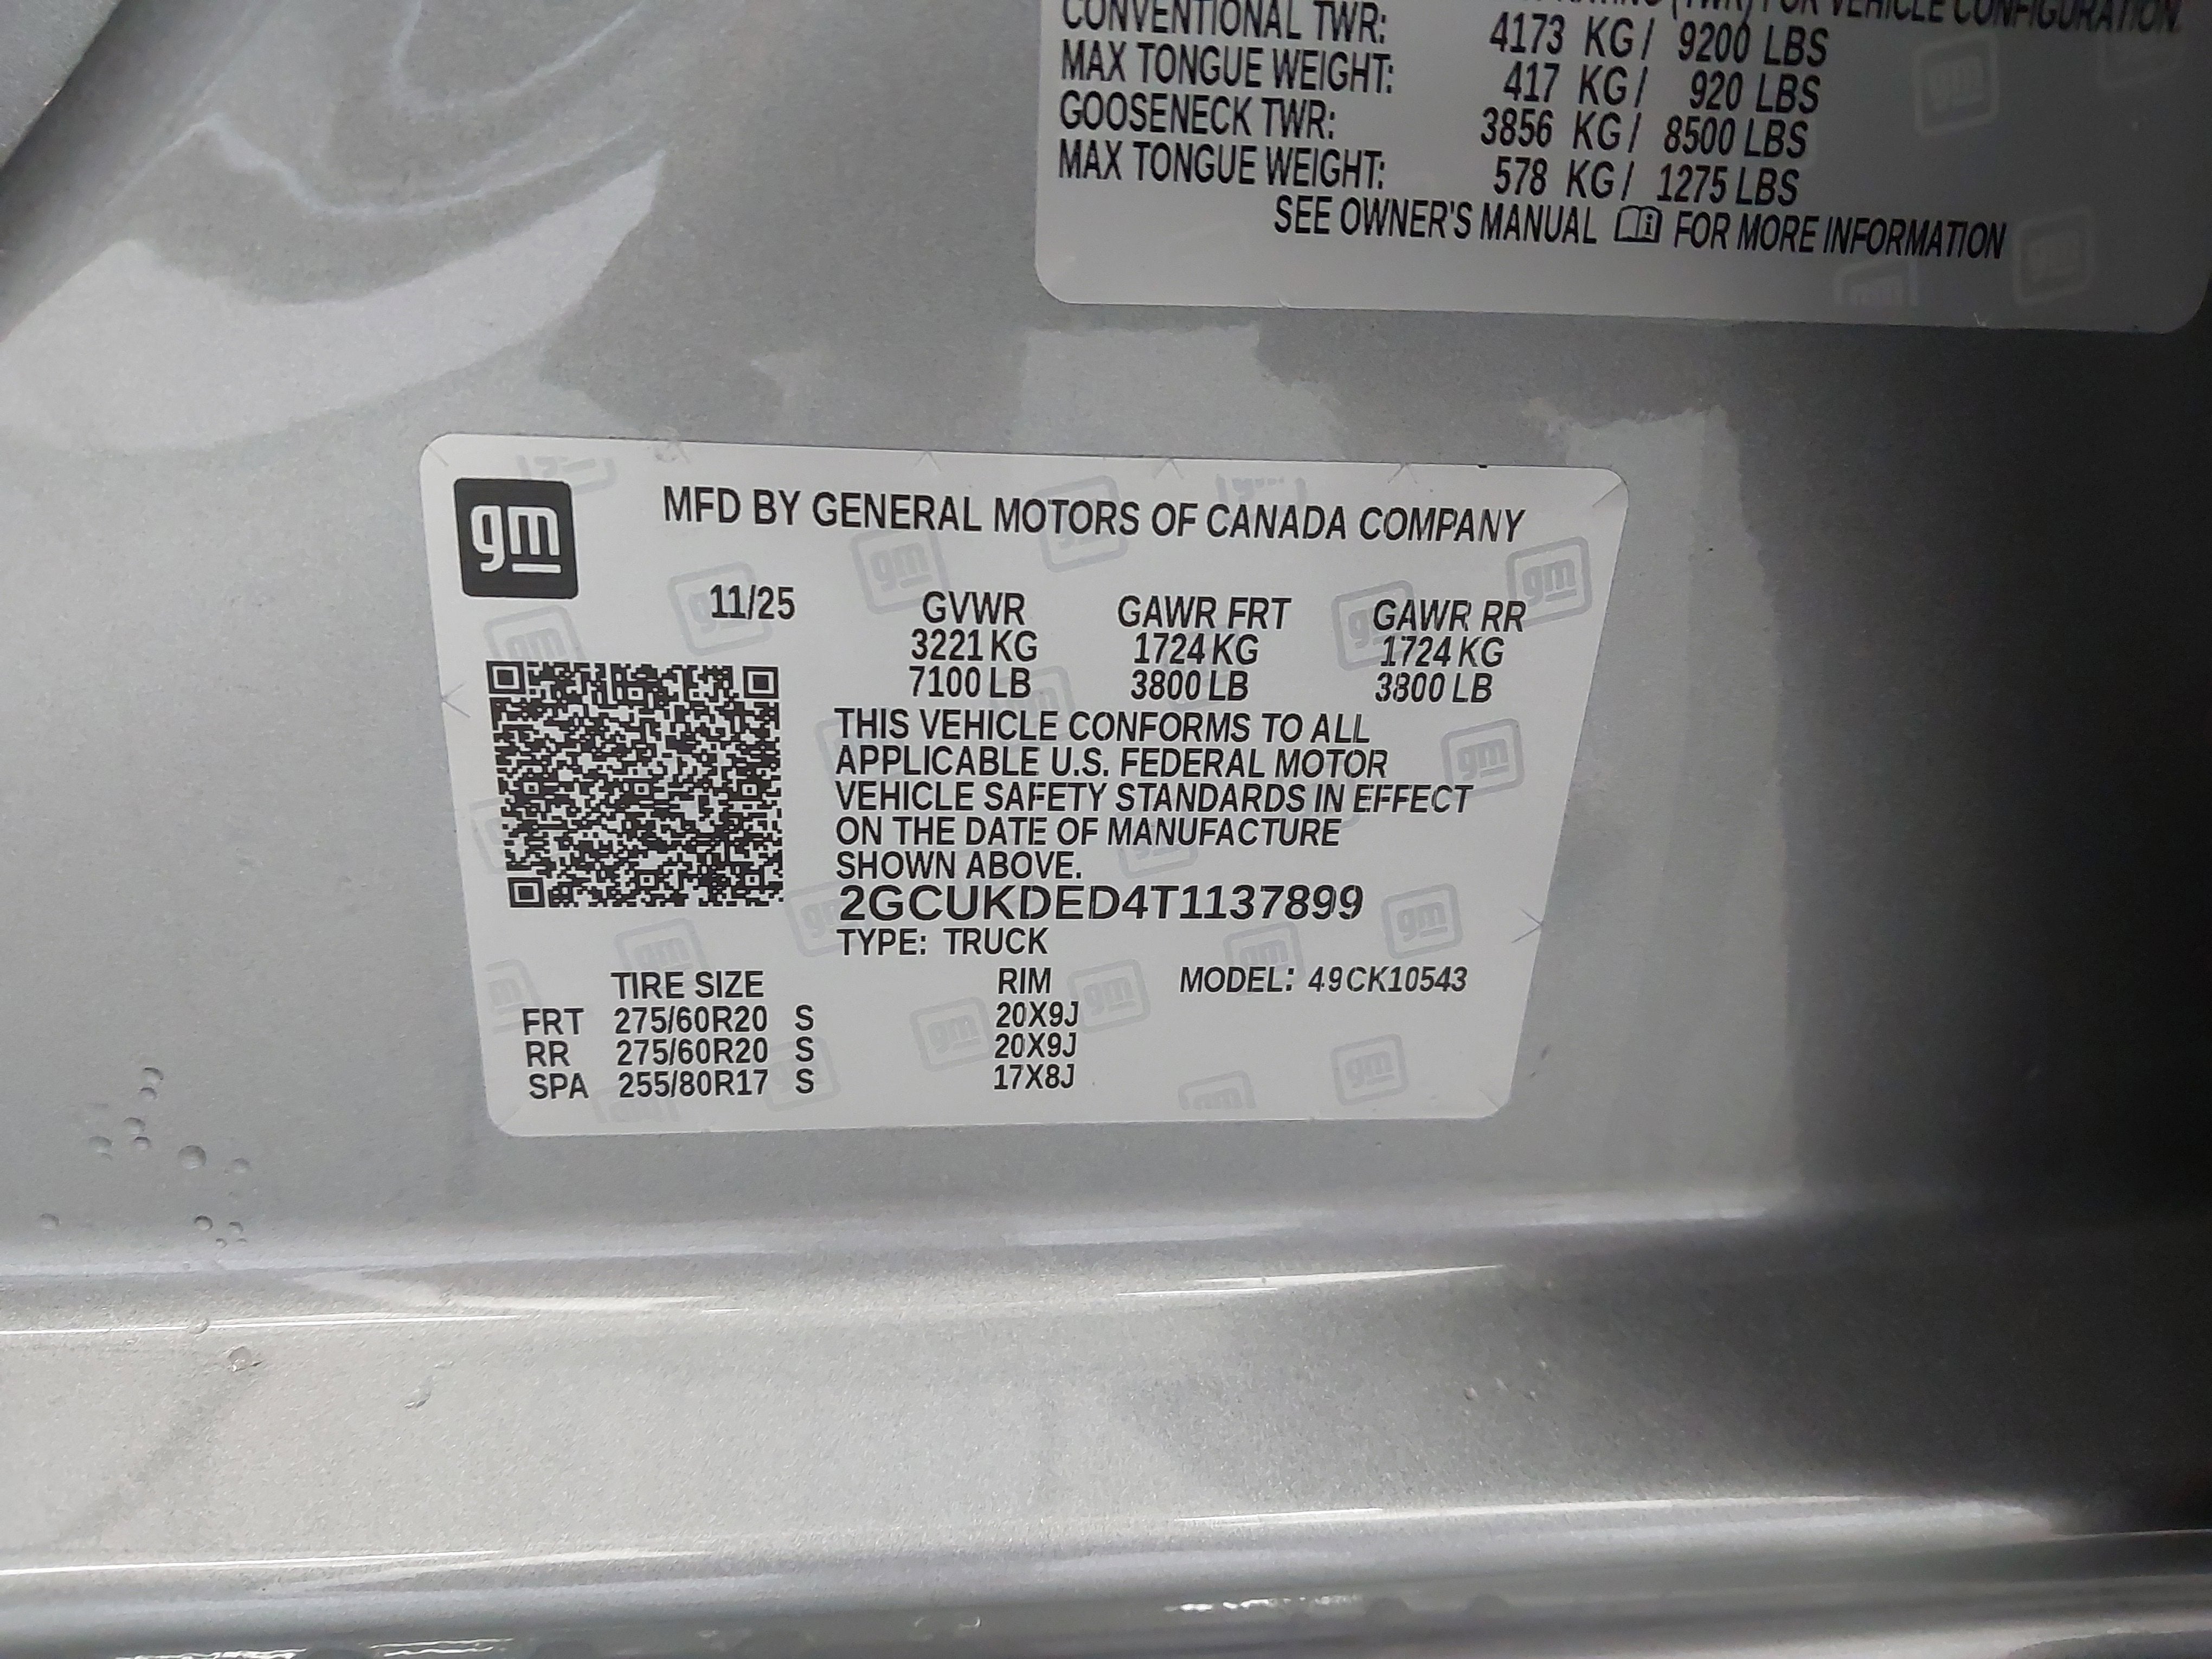 FOR VEHICLE CONFIGURATION.
CONVENTIONAL TWR: 4173 KG/ 9200 LBS
MAX TONGUE WEIGHT: 417 KG/ 920 LBS
GOOSENECK TWR: 3856 KG/ 8500 LBS
MAX TONGUE WEIGHT: 578 KG/ 1275 LBS
SEE OWNER'S MANUAL FOR MORE INFORMATION
gm
MFD BY GENERAL MOTORS OF CANADA COMPANY
11/25 GVWR GAWR FRT GAWR RR
3221 KG 1724 KG 1724 KG
7100 LB 3800 LB 3800 LB
THIS VEHICLE CONFORMS TO ALL
APPLICABLE U.S. FEDERAL MOTOR
VEHICLE SAFETY STANDARDS IN EFFECT
ON THE DATE OF MANUFACTURE
SHOWN ABOVE.
2GCUKDED4T1137899
TYPE: TRUCK
TIRE SIZE RIM MODEL: 49CK10543
FRT 275/60R20 S 20X9J
RR 275/60R20 S 20X9J
SPA 255/80R17 S 17X8J